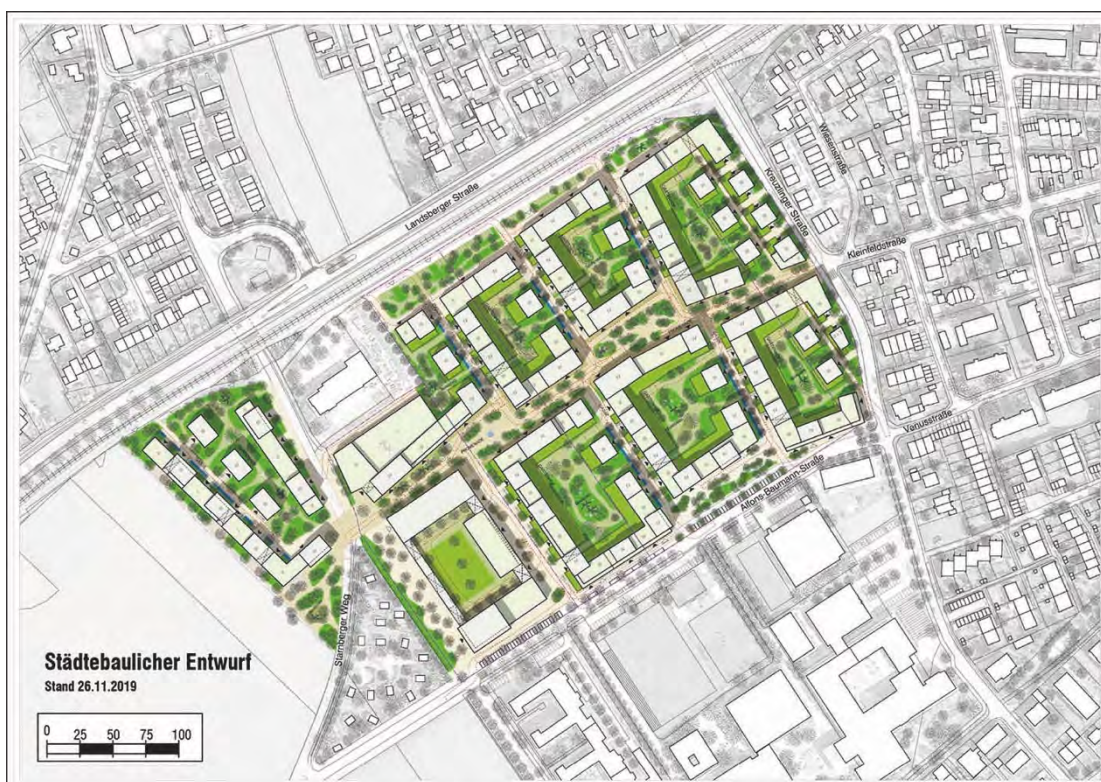 Landsberger Straße
Wiesenstraße
Kreuzlinger Straße
Kleinfeldstraße
Venusstraße
Alfons-Baumann-Straße
Starnberger Weg
Städtebaulicher Entwurf
Stand 26.11.2019
0 25 50 75 100